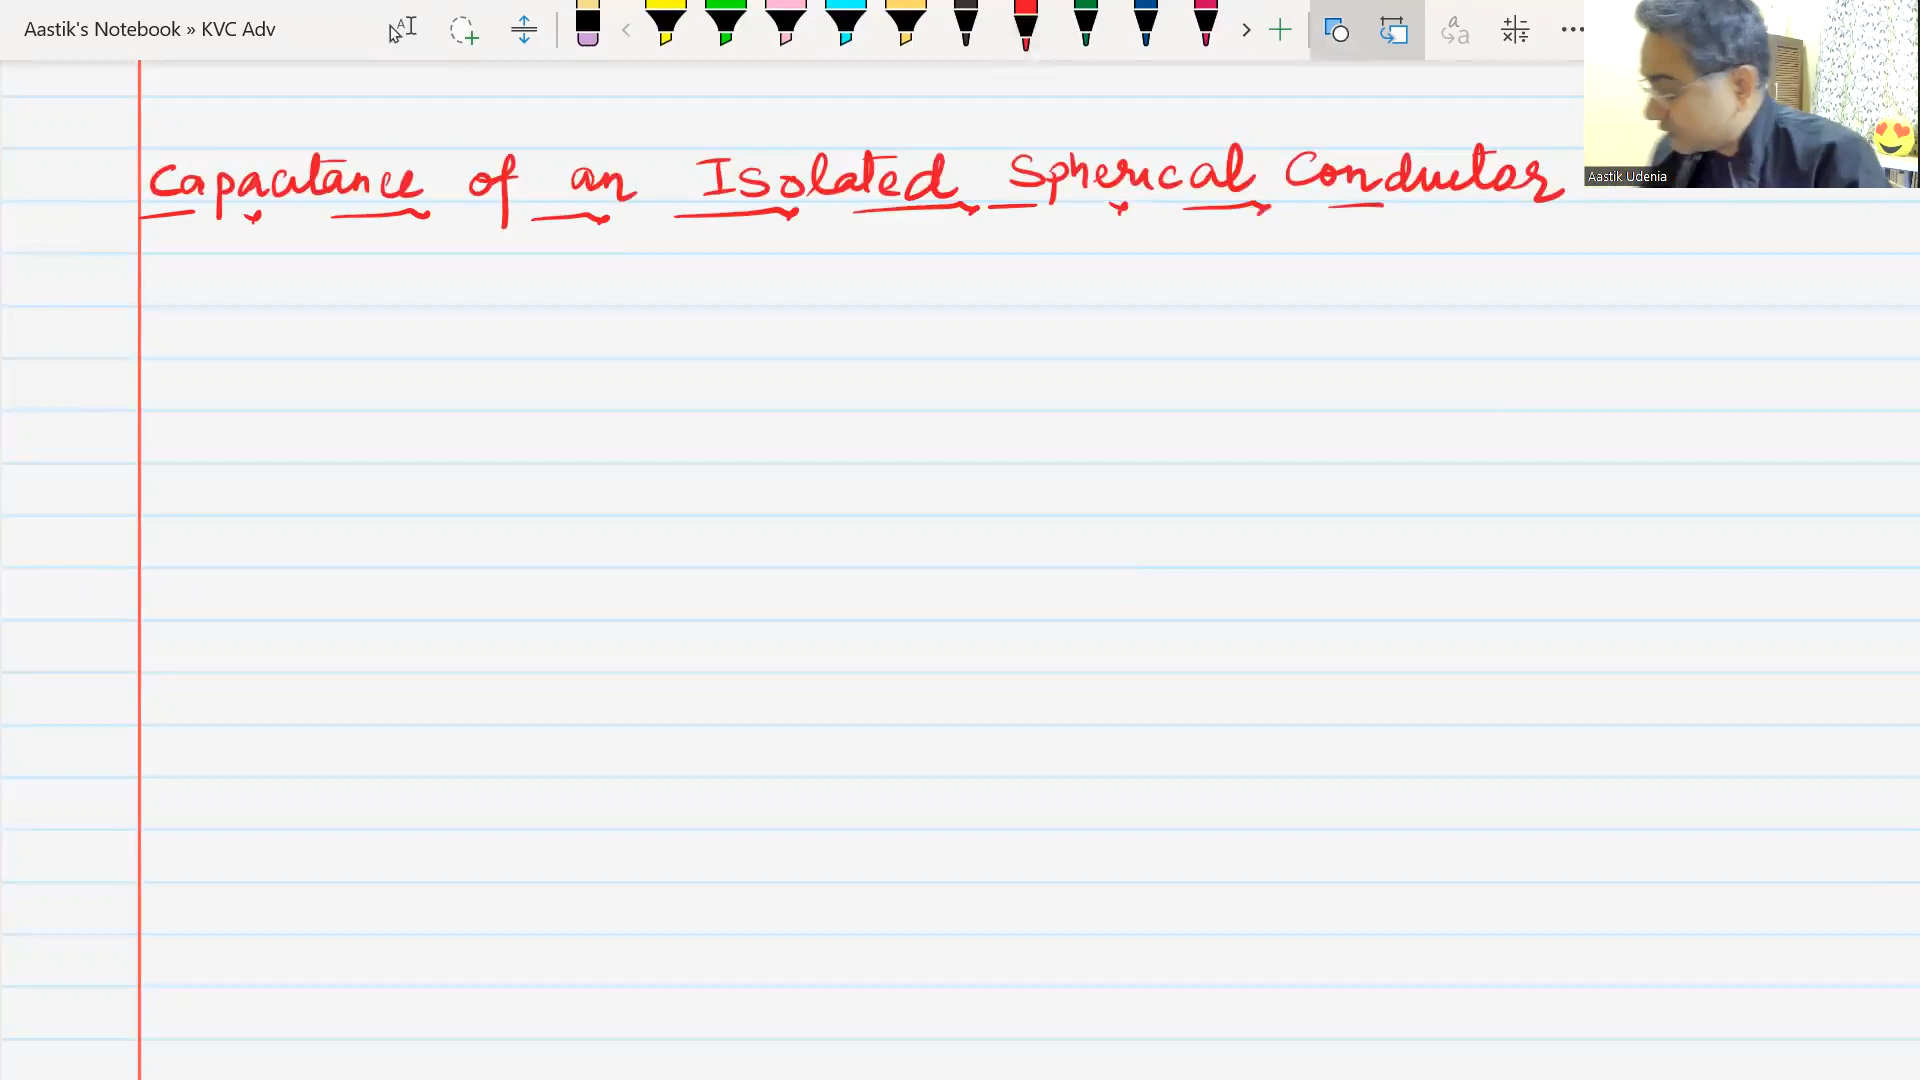 Aastik's Notebook » KVC Adv
Capacitance of an Isolated Spherical Conductor
Aastik Udenia